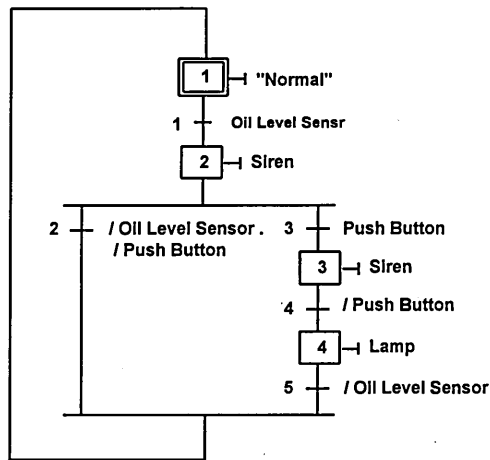 1 "Normal"
1 Oil Level Sensr
2 Siren
2 / Oil Level Sensor . 3 Push Button
/ Push Button
3 Siren
4 / Push Button
4 Lamp
5 / Oil Level Sensor